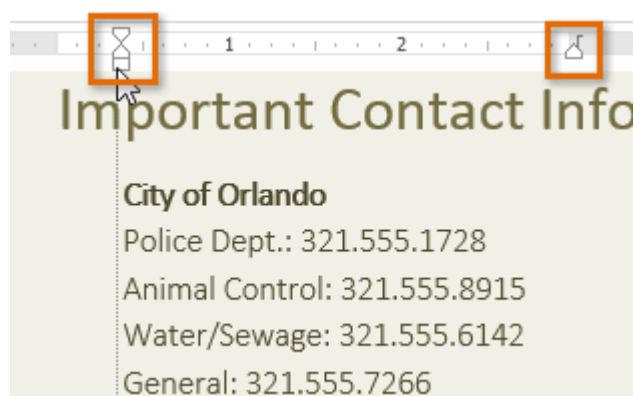 1 2
Important Contact Info
City of Orlando
Police Dept.: 321.555.1728
Animal Control: 321.555.8915
Water/Sewage: 321.555.6142
General: 321.555.7266